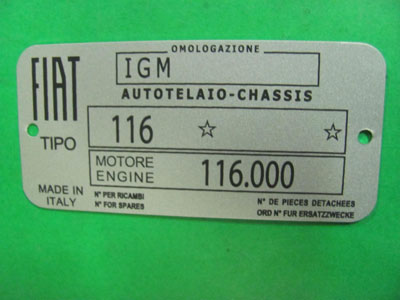 OMOLOGAZIONE
FIAT
IGM
AUTOTELAIO-CHASSIS
TIPO
116 ☆ ☆
MOTORE
ENGINE
116.000
MADE IN
ITALY
N° PER RICAMBI
N° FOR SPARES
N° DE PIECES DETACHEES
ORD N° FUR ERSATZZWECKE